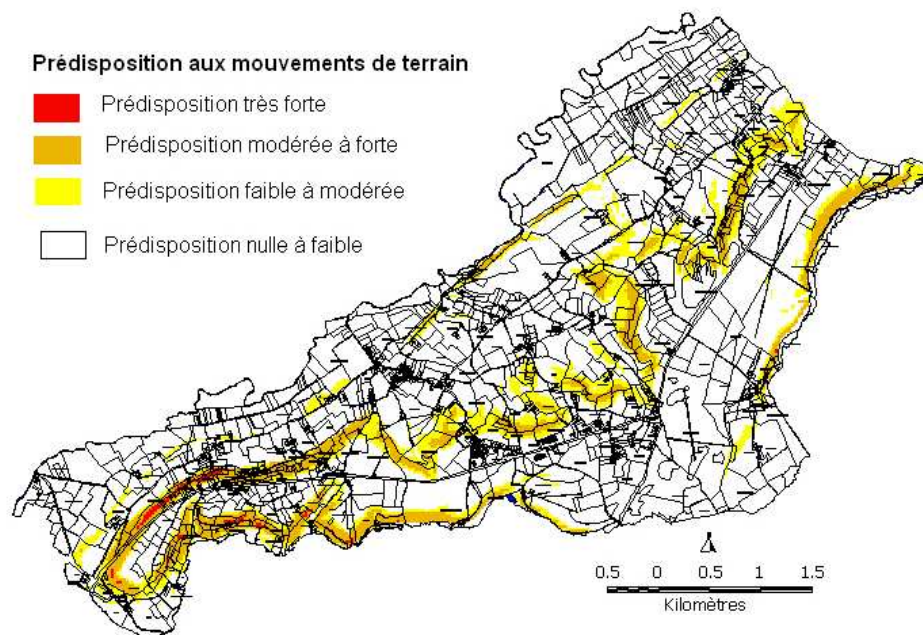 Prédisposition aux mouvements de terrain
Prédisposition très forte
Prédisposition modérée à forte
Prédisposition faible à modérée
Prédisposition nulle à faible
0.5 0 0.5 1 1.5
Kilomètres